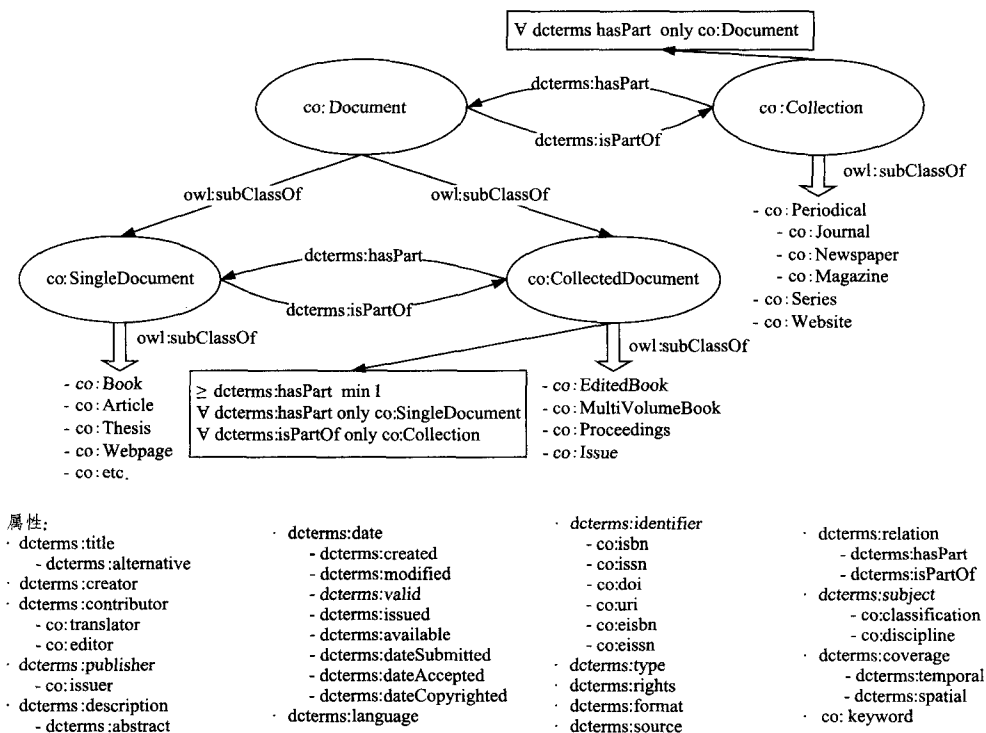 ∀ dcterms hasPart only co:Document
co: Document
dcterms:hasPart
co:Collection
dcterms:isPartOf
owl:subClassOf
owl:subClassOf
owl:subClassOf
- co:Periodical
- co:Journal
- co:Newspaper
- co:Magazine
- co:Series
- co:Website
co:SingleDocument
dcterms:hasPart
co:CollectedDocument
dcterms:isPartOf
owl:subClassOf
owl:subClassOf
- co:Book
- co:Article
- co:Thesis
- co:Webpage
- co:etc.
≥ dcterms:hasPart min 1
∀ dcterms:hasPart only co:SingleDocument
∀ dcterms:isPartOf only co:Collection
- co:EditedBook
- co:MultiVolumeBook
- co:Proceedings
- co:Issue
属性:
· dcterms:title
- dcterms:alternative
· dcterms:creator
· dcterms:contributor
- co:translator
- co:editor
· dcterms:publisher
- co:issuer
· dcterms:description
- dcterms:abstract
· dcterms:date
- dcterms:created
- dcterms:modified
- dcterms:valid
- dcterms:issued
- dcterms:available
- dcterms:dateSubmitted
- dcterms:dateAccepted
- dcterms:dateCopyrighted
· dcterms:language
· dcterms:identifier
- co:isbn
- co:issn
- co:doi
- co:uri
- co:eisbn
- co:eissn
· dcterms:type
· dcterms:rights
· dcterms:format
· dcterms:source
· dcterms:relation
- dcterms:hasPart
- dcterms:isPartOf
· dcterms:subject
- co:classification
- co:discipline
· dcterms:coverage
- dcterms:temporal
- dcterms:spatial
· co: keyword